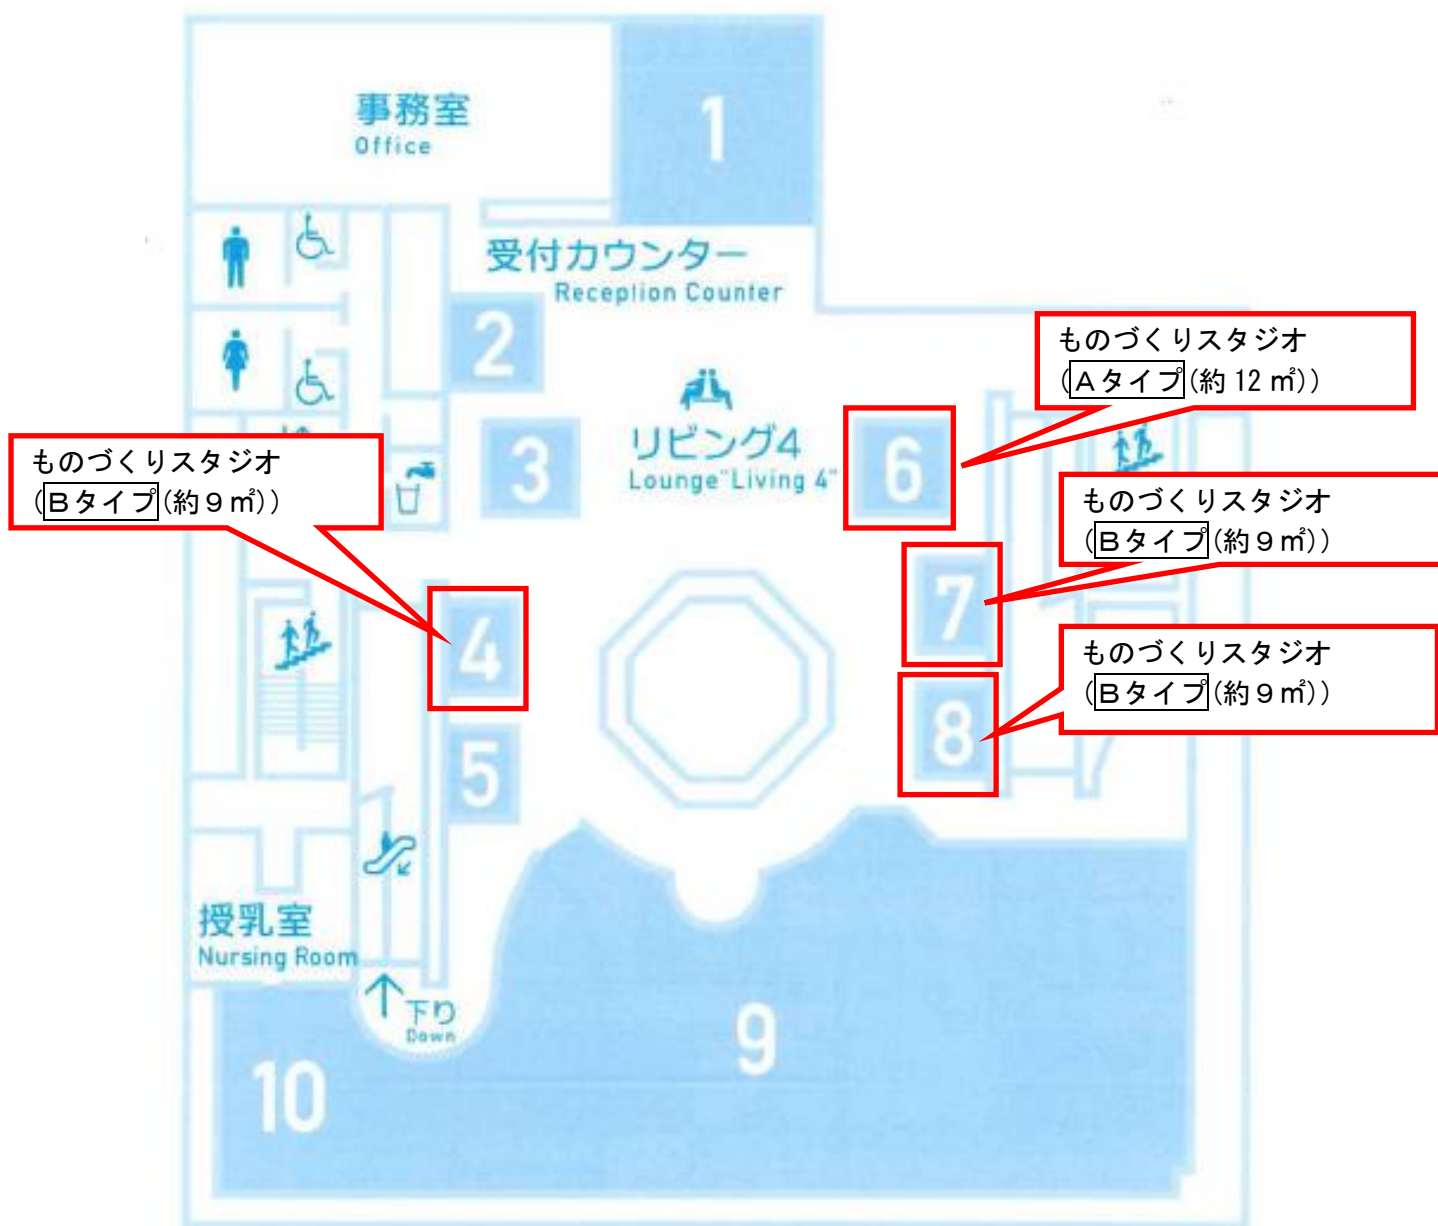 事務室
Office
1
受付カウンター
Reception Counter
2
ものづくりスタジオ
(Aタイプ(約12㎡))
リビング4
Lounge"Living 4"
3
6
ものづくりスタジオ
(Bタイプ(約9㎡))
ものづくりスタジオ
(Bタイプ(約9㎡))
7
4
ものづくりスタジオ
(Bタイプ(約9㎡))
8
5
授乳室
Nursing Room
下り
Down
9
10